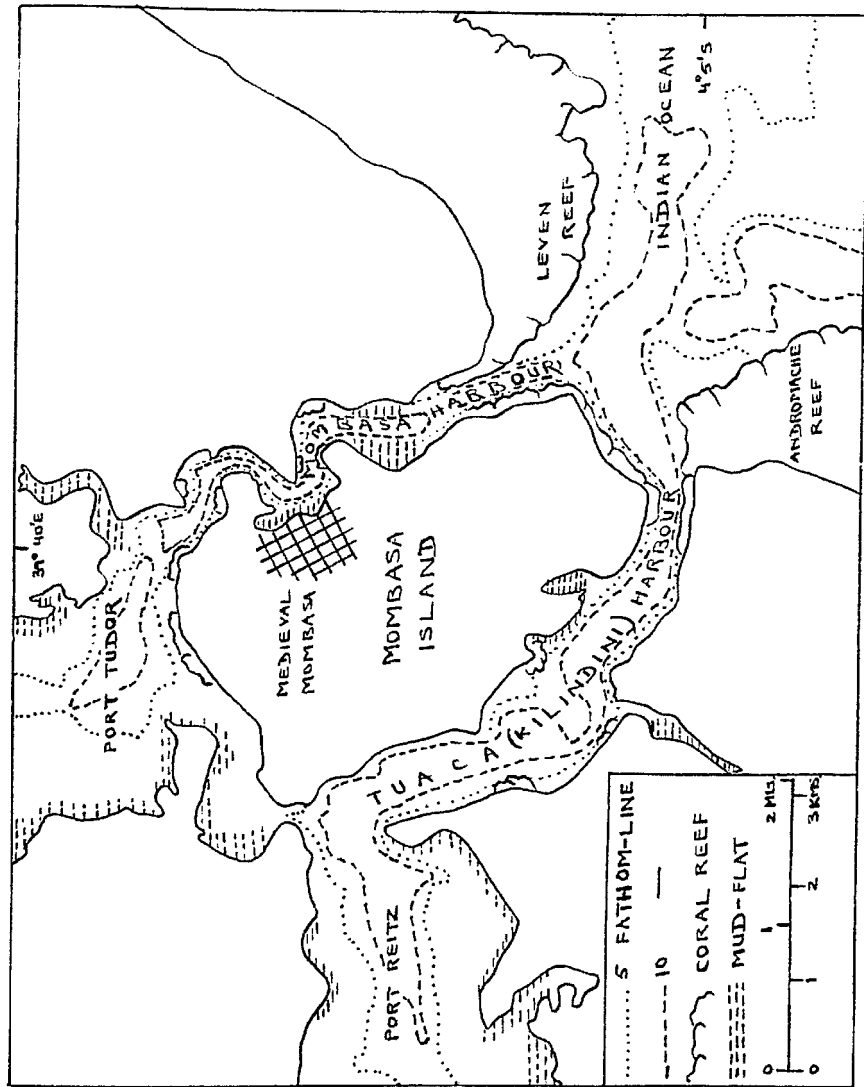 39° 40'E
PORT TUDOR
MEDIEVAL
MOMBASA
MOMBASA
ISLAND
MOMBASA HARBOUR
LEVEN
REEF
INDIAN OCEAN
4°5'S
ANDROMACHE
REEF
TUACA (KILINDINI) HARBOUR
PORT REITZ
5 FATHOM-LINE
10 —
CORAL REEF
MUD-FLAT
0 1 2 MLS.
0 1 2 3 KMS